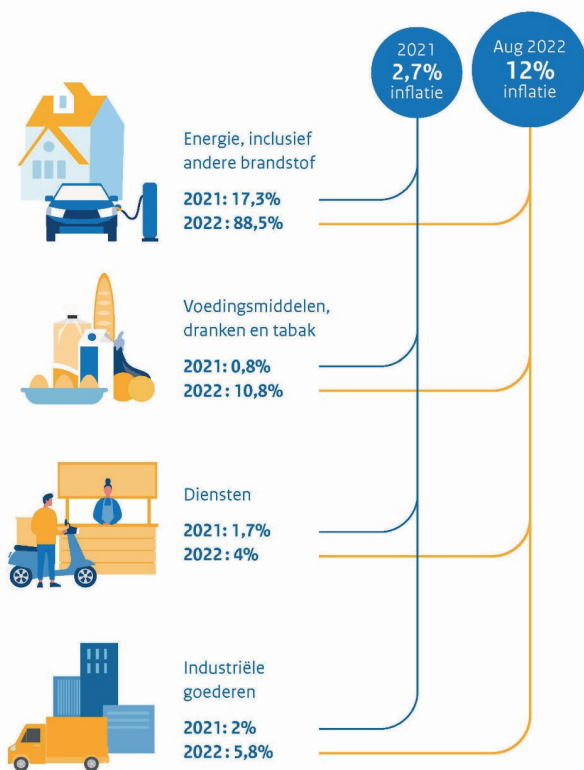 2021
2,7%
inflatie
Aug 2022
12%
inflatie
Energie, inclusief
andere brandstof
2021: 17,3%
2022: 88,5%
Voedingsmiddelen,
dranken en tabak
2021: 0,8%
2022: 10,8%
Diensten
2021: 1,7%
2022: 4%
Industriële
goederen
2021: 2%
2022: 5,8%